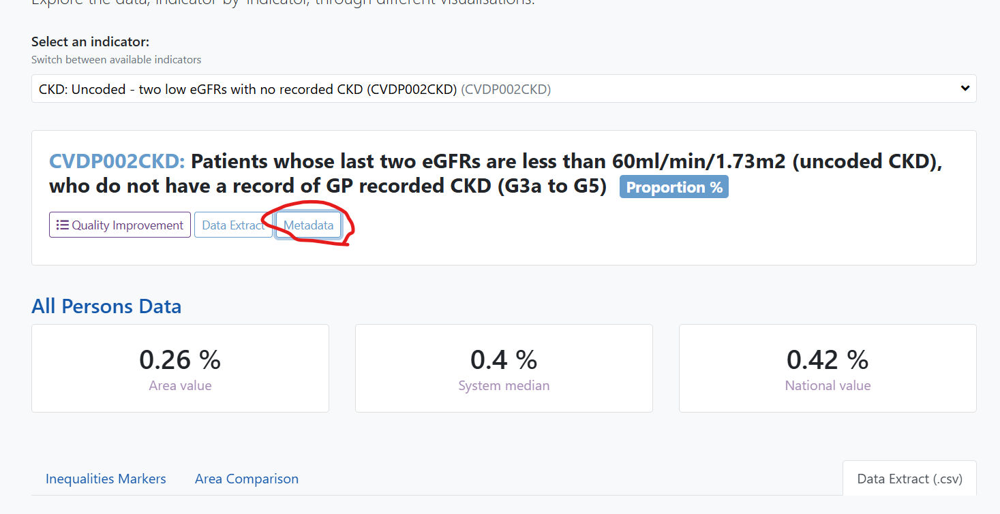 Explore the data, indicator by indicator, through different visualisations.
Select an indicator:
Switch between available indicators
CKD: Uncoded - two low eGFRs with no recorded CKD (CVDP002CKD) (CVDP002CKD)
CVDP002CKD: Patients whose last two eGFRs are less than 60ml/min/1.73m2 (uncoded CKD),
who do not have a record of GP recorded CKD (G3a to G5) Proportion %
Quality Improvement Data Extract Metadata
All Persons Data
0.26 % 0.4 % 0.42 %
Area value System median National value
Inequalities Markers Area Comparison Data Extract (.csv)